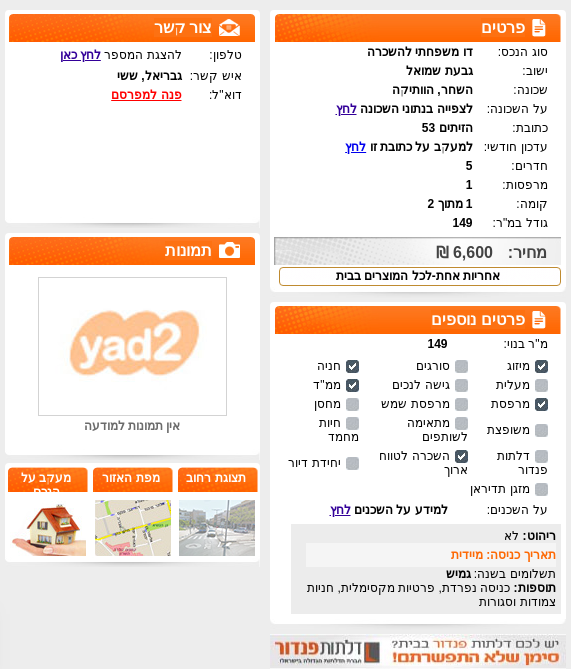 פרטים
סוג הנכס: דו משפחתי להשכרה
ישוב: גבעת שמואל
שכונה: השחר, הוותיקה
על השכונה: לצפייה בנתוני השכונה לחץ
כתובת: הזיתים 53
עדכון חודשי: למעקב על כתובת זו לחץ
חדרים: 5
מרפסות: 1
קומה: 1 מתוך 2
גודל במ"ר: 149
מחיר: 6,600 ₪
אחריות אחת-לכל המוצרים בבית
צור קשר
טלפון: להצגת המספר לחץ כאן
איש קשר: גבריאל, ששי
דוא"ל: פנה למפרסם
תמונות
yad2
אין תמונות למודעה
תצוגת רחוב
מפת האזור
מעקב על הנכס
פרטים נוספים
מ"ר בנוי: 149
מיזוג סורגים חניה
מעלית גישה לנכים ממ"ד
מרפסת מרפסת שמש מחסן
משופצת מתאימה לשותפים חיות מחמד
דלתות פנדור השכרה לטווח ארוך יחידת דיור
מזגן תדיראן
על השכנים: למידע על השכנים לחץ
ריהוט: לא
תאריך כניסה: מיידית
תשלומים בשנה: גמיש
תוספות: כניסה נפרדת, פרטיות מקסימלית, חניות
צמודות וסגורות
יש לכם דלתות פנדור בבית?
סימן שלא התפשרתם!
דלתות פנדור
חברת הדלתות הגדולה בישראל